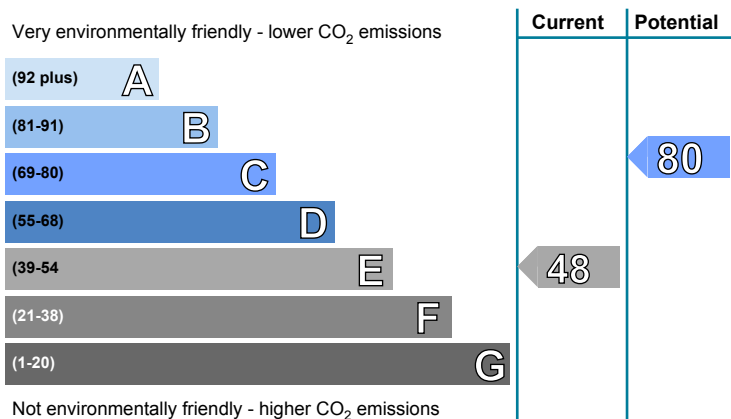 Very environmentally friendly - lower CO2 emissions
Current
Potential
(92 plus) A
(81-91) B
(69-80) C
80
(55-68) D
(39-54 E
48
(21-38) F
(1-20) G
Not environmentally friendly - higher CO2 emissions